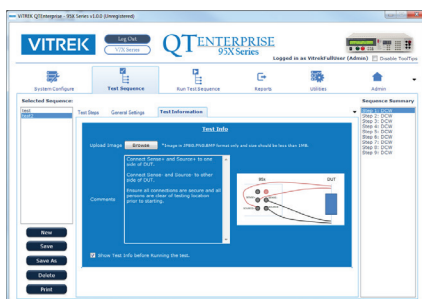 VITREK QTEnterprise - 95X Series v1.0.0 (Unregistered)
VITREK
Log Out
V7X Series
QTENTERPRISE
95X Series
Logged in as VitrekFullUser (Admin)
Disable ToolTips
System Configure
Test Sequence
Run Test Sequence
Reports
Utilities
Admin
Selected Sequence:
test
test2
Test Steps
General Settings
Test Information
Sequence Summary
Step 1: DCW
Step 2: DCW
Step 3: DCW
Step 4: DCW
Step 5: DCW
Step 6: DCW
Step 7: DCW
Step 8: DCW
Step 9: DCW
Test Info
Upload Image
Browse
*Image in JPEG,PNG,BMP format only and size should be less than 1MB.
Comments
Connect Sense+ and Source+ to one
side of DUT.
Connect Sense- and Source- to other
side of DUT.
Ensure all connections are secure and all
persons are clear of testing location
prior to starting.
95x
DUT
Show Test Info before Running the test.
New
Save
Save As
Delete
Print